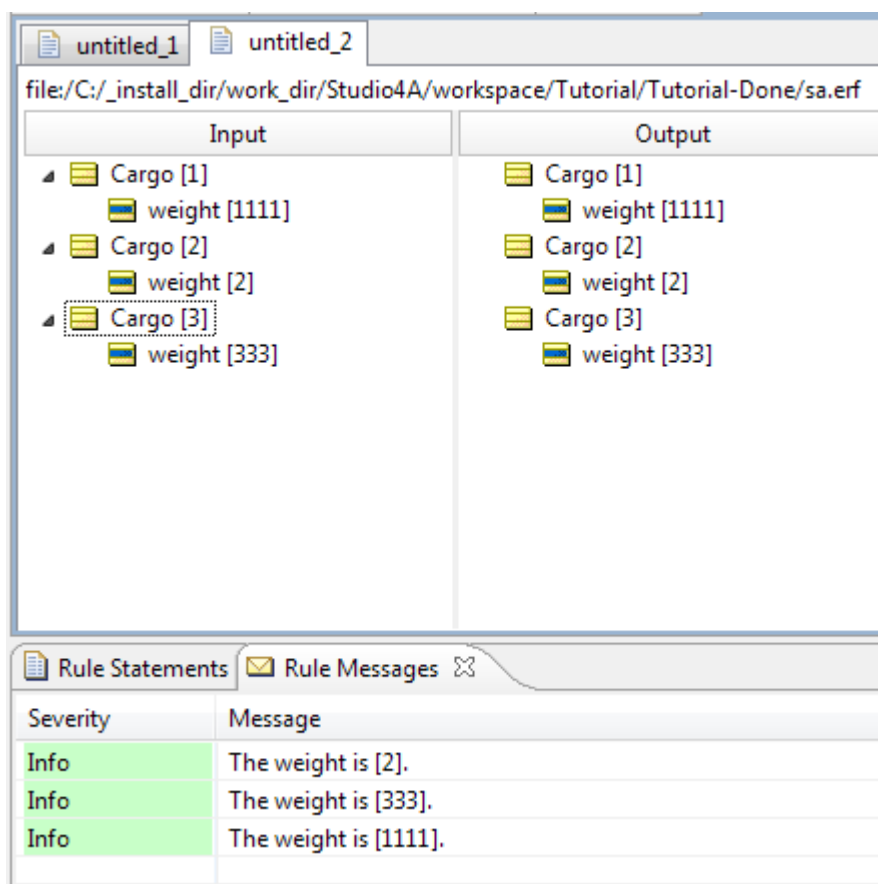 untitled_1 untitled_2
file:/C:/_install_dir/work_dir/Studio4A/workspace/Tutorial/Tutorial-Done/sa.erf
Input Output
Cargo [1] Cargo [1]
weight [1111] weight [1111]
Cargo [2] Cargo [2]
weight [2] weight [2]
Cargo [3] Cargo [3]
weight [333] weight [333]
Rule Statements Rule Messages
Severity Message
Info The weight is [2].
Info The weight is [333].
Info The weight is [1111].